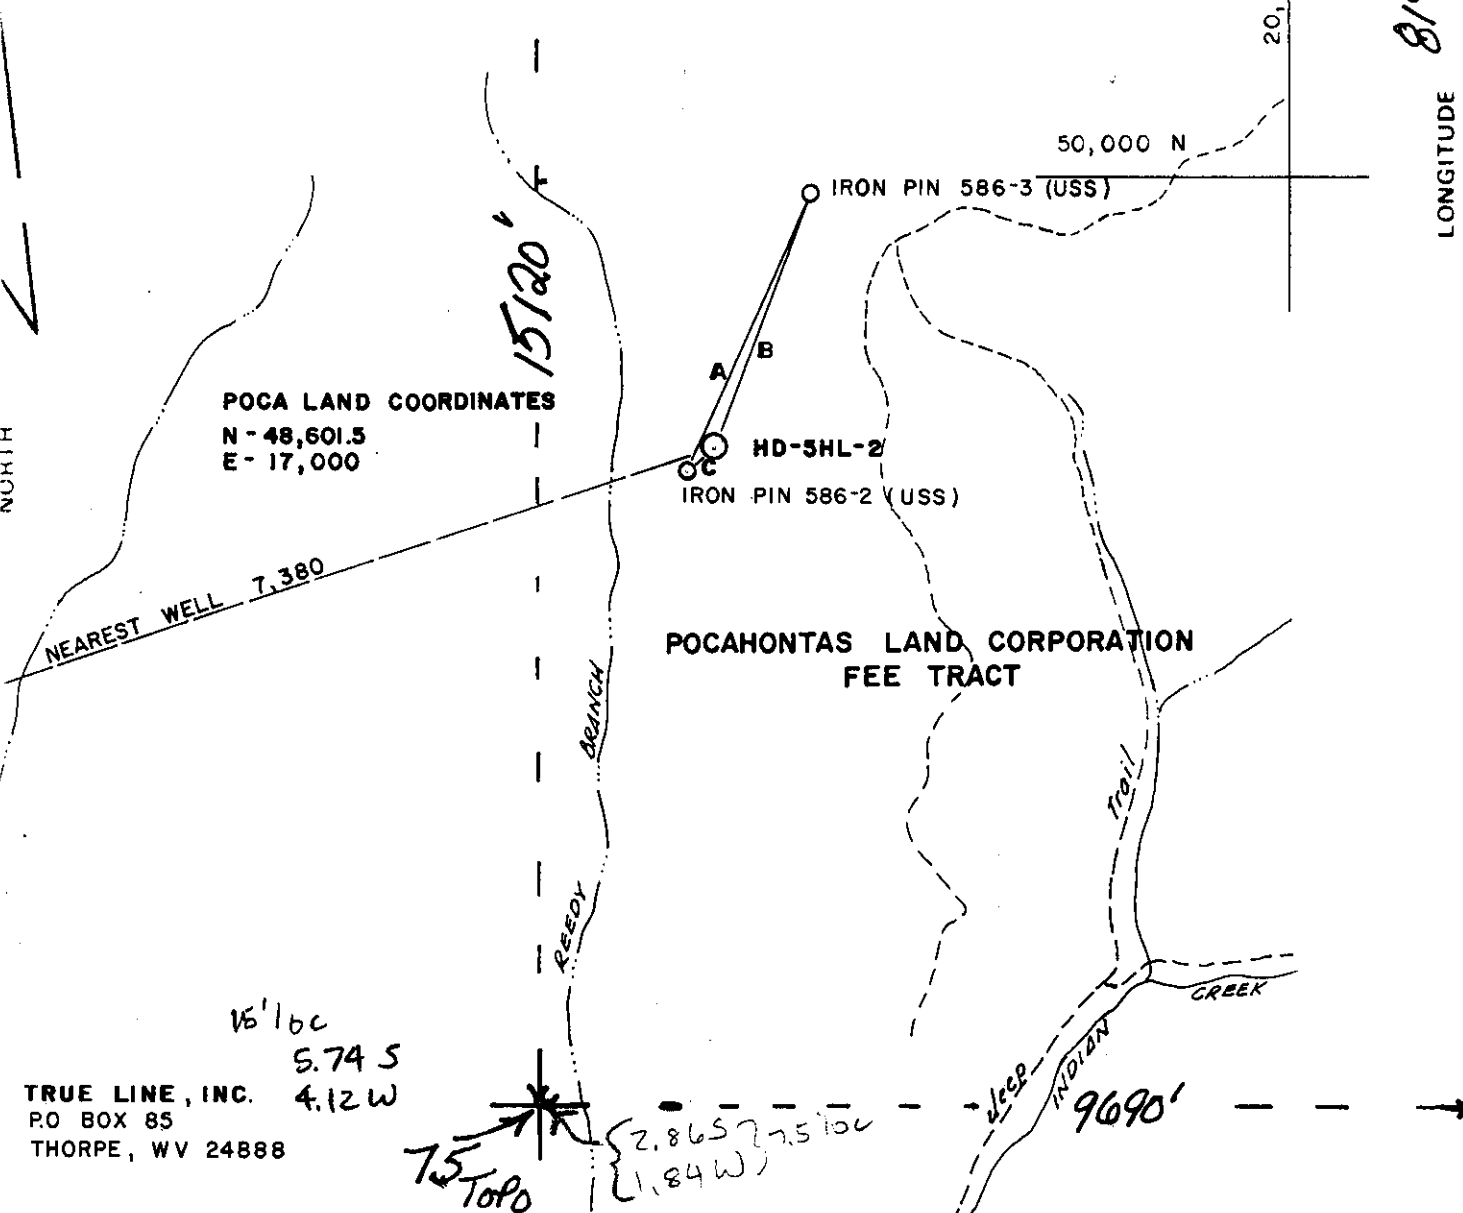 20,
81°
LONGITUDE
50,000 N
IRON PIN 586-3 (USS)
15120'
B
A
POCA LAND COORDINATES
N - 48,601.5
E - 17,000
NORTH
HD-5HL-2
C
IRON PIN 586-2 (USS)
NEAREST WELL 7,380
POCAHONTAS LAND CORPORATION
FEE TRACT
REEDY BRANCH
Jeep Trail
INDIAN CREEK
15' loc
5.74 S
4.12 W
TRUE LINE, INC.
P.O BOX 85
THORPE, WV 24888
9690'
7.5
TOPO
2.86S
1.84 W
7.5 loc